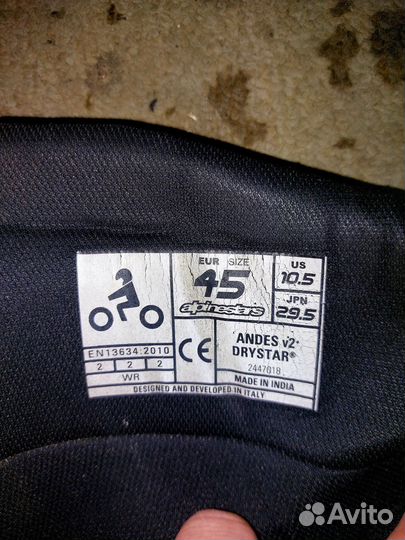 EUR SIZE
45
alpinestars
US
10.5
JPN
29.5
EN13634:2010
2 2 2
WR
CE
ANDES v2•
DRYSTAR®
2447018
MADE IN INDIA
DESIGNED AND DEVELOPED IN ITALY
Avito